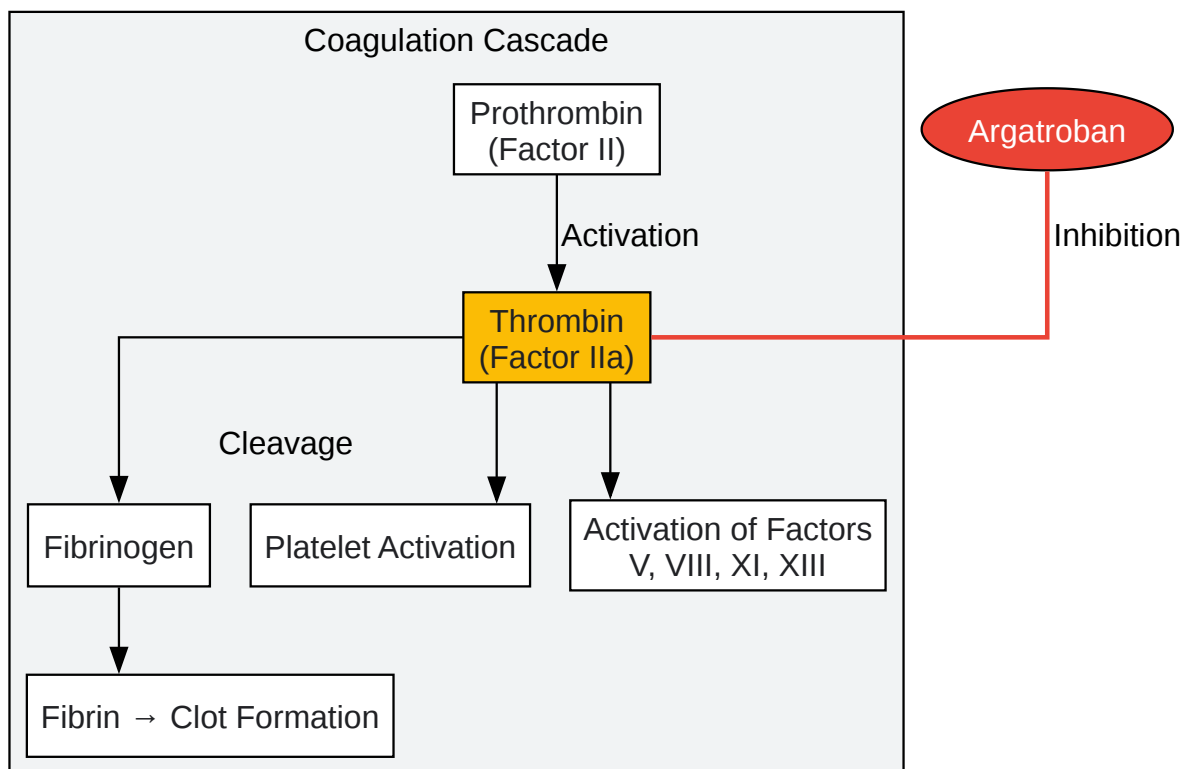 Coagulation Cascade
Prothrombin
(Factor II)
Argatroban
Activation
Inhibition
Thrombin
(Factor IIa)
Cleavage
Fibrinogen
Platelet Activation
Activation of Factors
V, VIII, XI, XIII
Fibrin → Clot Formation